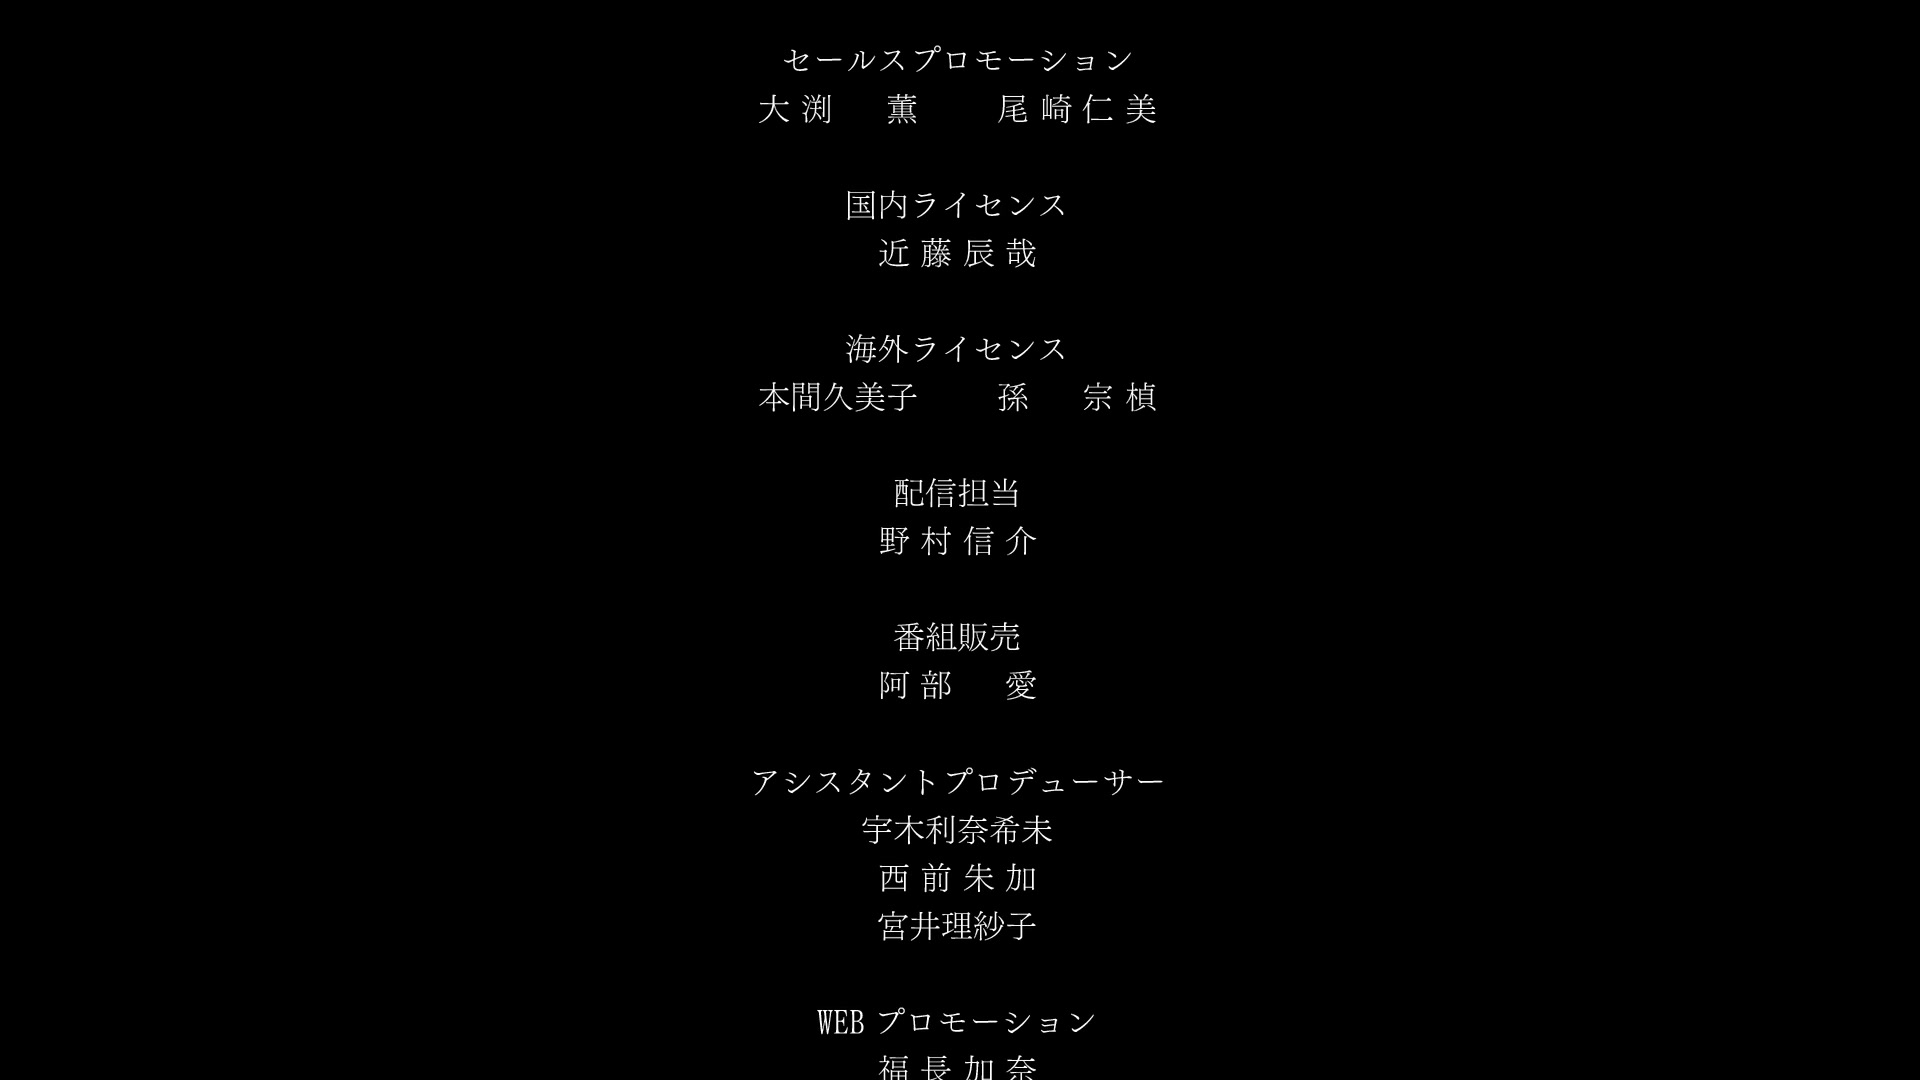 セールスプロモーション
大渕 薫 尾崎仁美
国内ライセンス
近藤辰哉
海外ライセンス
本間久美子 孫 宗楨
配信担当
野村信介
番組販売
阿部 愛
アシスタントプロデューサー
宇木利奈希未
西前朱加
宮井理紗子
WEB プロモーション
福長加奈